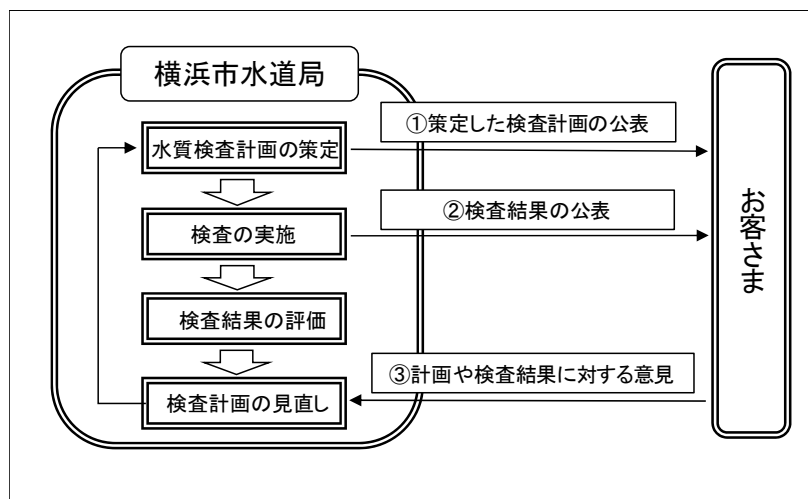 横浜市水道局
水質検査計画の策定
①策定した検査計画の公表
検査の実施
②検査結果の公表
検査結果の評価
検査計画の見直し
③計画や検査結果に対する意見
お客さま